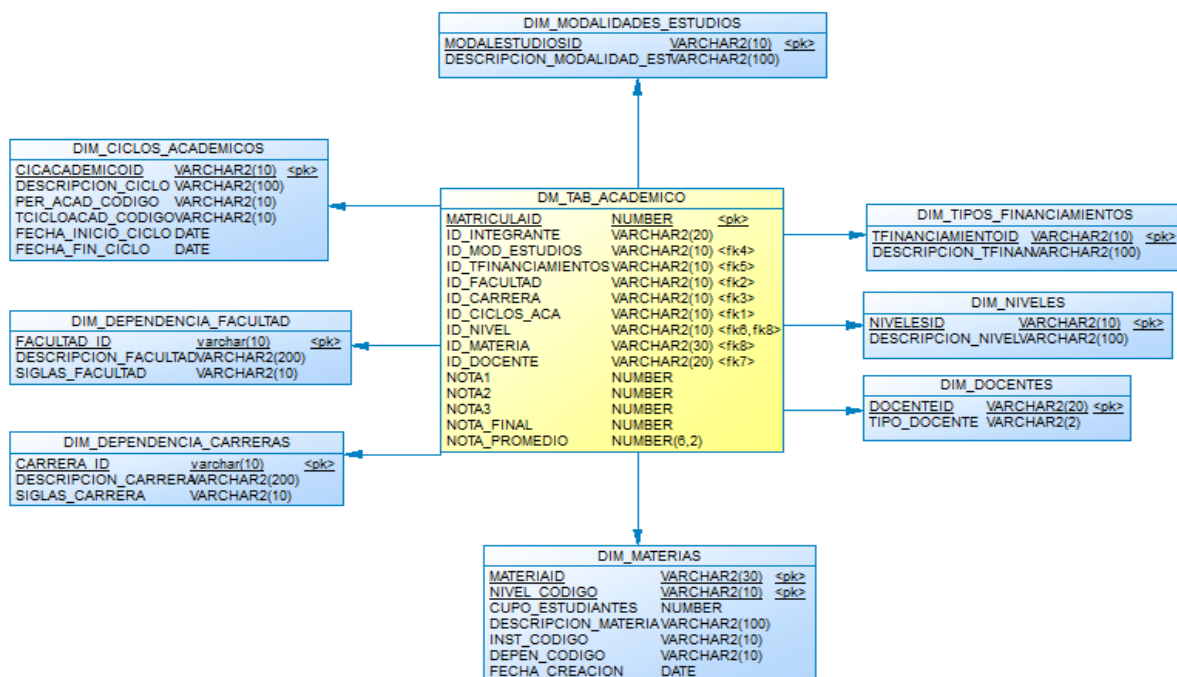 DIM_MODALIDADES_ESTUDIOS
MODALESTUDIOSID VARCHAR2(10) <pk>
DESCRIPCION_MODALIDAD_ESTVARCHAR2(100)
DIM_CICLOS_ACADEMICOS
CICACADEMICOID VARCHAR2(10) <pk>
DESCRIPCION_CICLO VARCHAR2(100)
PER_ACAD_CODIGO VARCHAR2(10)
TCICLOACAD_CODIGOVARCHAR2(10)
FECHA_INICIO_CICLO DATE
FECHA_FIN_CICLO DATE
DM_TAB_ACADEMICO
MATRICULAID NUMBER <pk>
ID_INTEGRANTE VARCHAR2(20)
ID_MOD_ESTUDIOS VARCHAR2(10) <fk4>
ID_TFINANCIAMIENTOS VARCHAR2(10) <fk5>
ID_FACULTAD VARCHAR2(10) <fk2>
ID_CARRERA VARCHAR2(10) <fk3>
ID_CICLOS_ACA VARCHAR2(10) <fk1>
ID_NIVEL VARCHAR2(10) <fk6,fk8>
ID_MATERIA VARCHAR2(30) <fk8>
ID_DOCENTE VARCHAR2(20) <fk7>
NOTA1 NUMBER
NOTA2 NUMBER
NOTA3 NUMBER
NOTA_FINAL NUMBER
NOTA_PROMEDIO NUMBER(6,2)
DIM_TIPOS_FINANCIAMIENTOS
TFINANCIAMIENTOID VARCHAR2(10) <pk>
DESCRIPCION_TFINANVARCHAR2(100)
DIM_DEPENDENCIA_FACULTAD
FACULTAD_ID varchar(10) <pk>
DESCRIPCION_FACULTADVARCHAR2(200)
SIGLAS_FACULTAD VARCHAR2(10)
DIM_NIVELES
NIVELESID VARCHAR2(10) <pk>
DESCRIPCION_NIVELVARCHAR2(100)
DIM_DOCENTES
DOCENTEID VARCHAR2(20) <pk>
TIPO_DOCENTE VARCHAR2(2)
DIM_DEPENDENCIA_CARRERAS
CARRERA_ID varchar(10) <pk>
DESCRIPCION_CARRERAVARCHAR2(200)
SIGLAS_CARRERA VARCHAR2(10)
DIM_MATERIAS
MATERIAID VARCHAR2(30) <pk>
NIVEL_CODIGO VARCHAR2(10) <pk>
CUPO_ESTUDIANTES NUMBER
DESCRIPCION_MATERIAVARCHAR2(100)
INST_CODIGO VARCHAR2(10)
DEPEN_CODIGO VARCHAR2(10)
FECHA_CREACION DATE